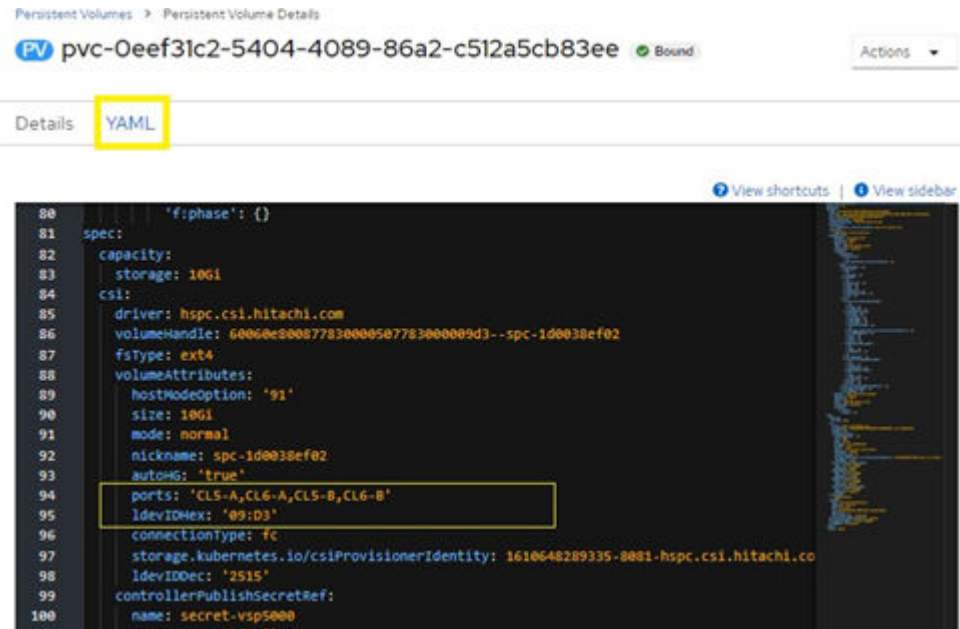 Persistent Volumes > Persistent Volume Details
PV pvc-0eef31c2-5404-4089-86a2-c512a5cb83ee Bound
Actions
Details YAML
View shortcuts | View sidebar
80 'f:phase': {}
81 spec:
82 capacity:
83 storage: 10Gi
84 csi:
85 driver: hspc.csi.hitachi.com
86 volumeHandle: 60060e800877830000507783000009d3--spc-1d0038ef02
87 fsType: ext4
88 volumeAttributes:
89 hostModeOption: '91'
90 size: 10Gi
91 mode: normal
92 nickname: spc-1d0038ef02
93 autoHG: 'true'
94 ports: 'CL5-A,CL6-A,CL5-B,CL6-B'
95 ldevIDHex: '09:D3'
96 connectionType: fc
97 storage.kubernetes.io/csiProvisionerIdentity: 1610648289335-8081-hspc.csi.hitachi.co
98 ldevIDDec: '2515'
99 controllerPublishSecretRef:
100 name: secret-vsp5000